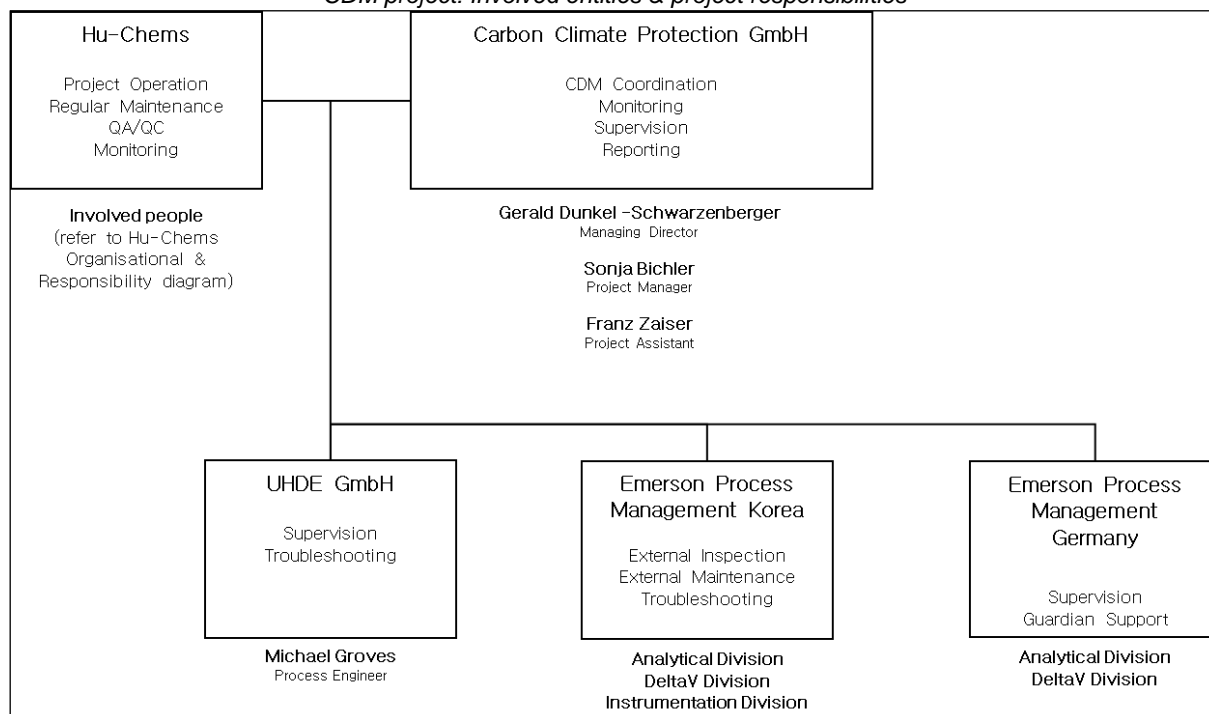 CDM project: Involved entities & project responsibilities
Hu-Chems
Project Operation
Regular Maintenance
QA/QC
Monitoring
Carbon Climate Protection GmbH
CDM Coordination
Monitoring
Supervision
Reporting
Involved people
(refer to Hu-Chems
Organisational &
Responsibility diagram)
Gerald Dunkel -Schwarzenberger
Managing Director
Sonja Bichler
Project Manager
Franz Zaiser
Project Assistant
UHDE GmbH
Supervision
Troubleshooting
Emerson Process
Management Korea
External Inspection
External Maintenance
Troubleshooting
Emerson Process
Management
Germany
Supervision
Guardian Support
Michael Groves
Process Engineer
Analytical Division
DeltaV Division
Instrumentation Division
Analytical Division
DeltaV Division